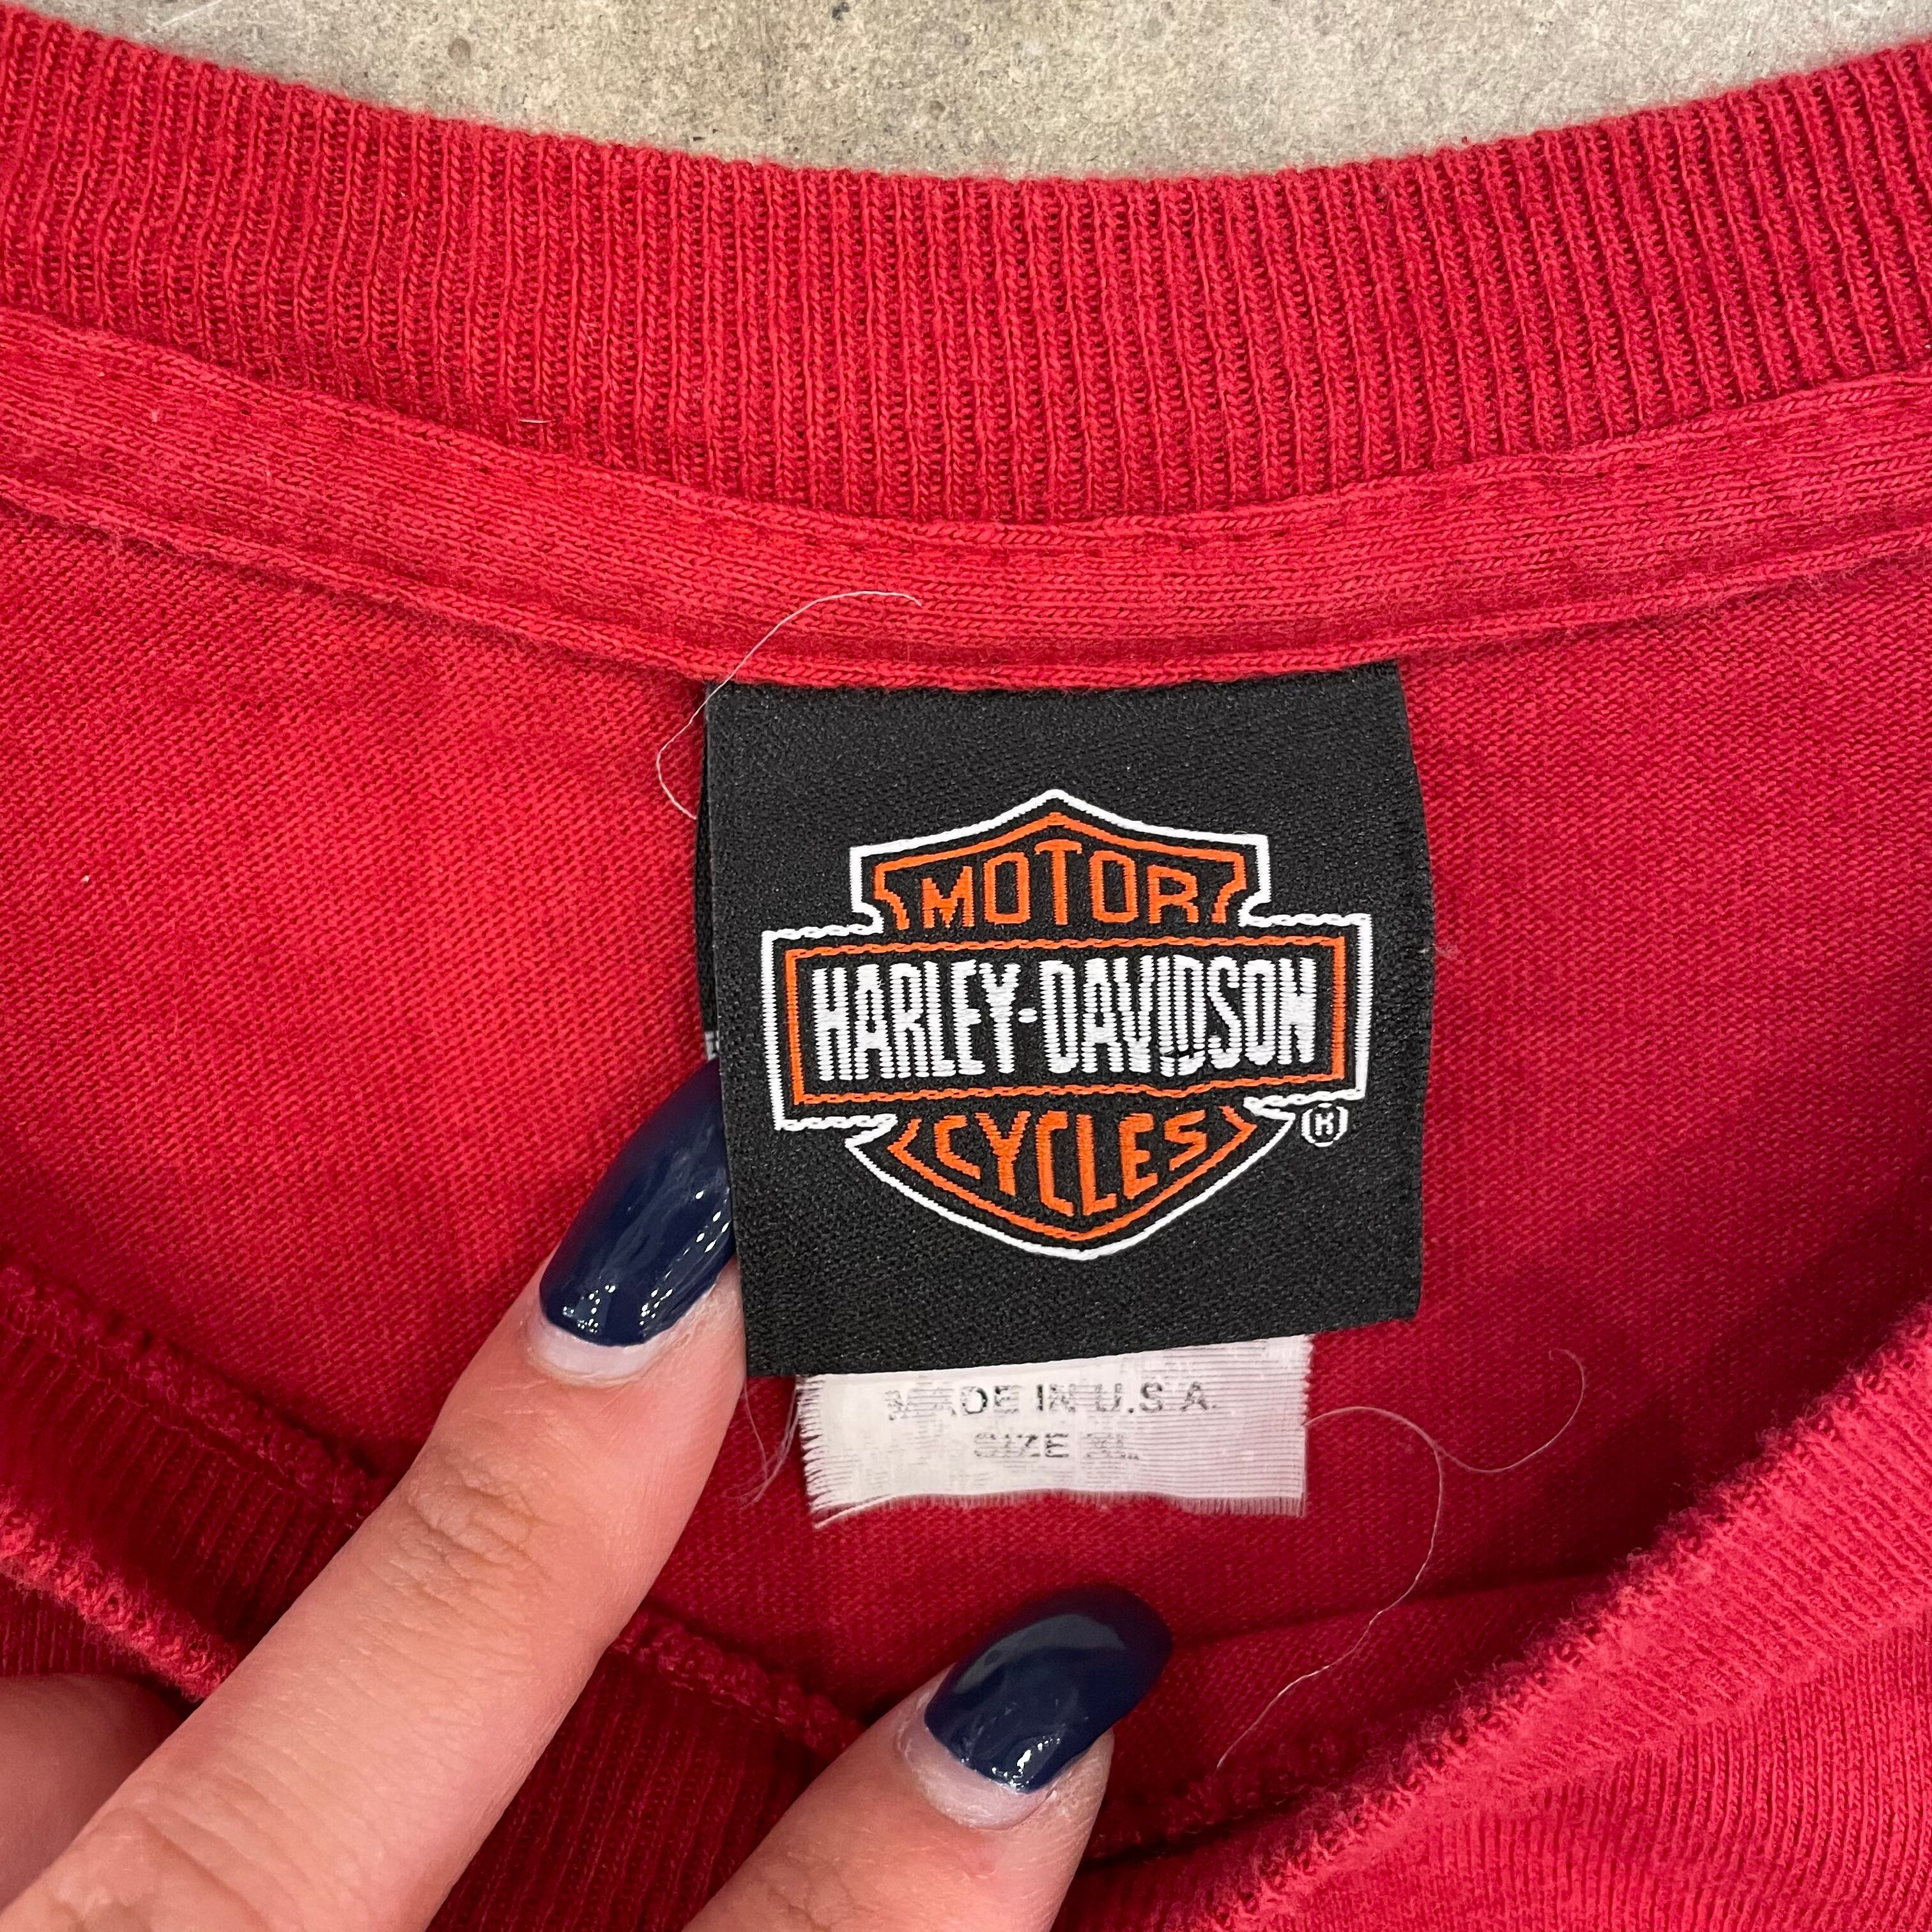 MOTOR
HARLEY-DAVIDSON
CYCLES
®
MADE IN U.S.A.
SIZE XL